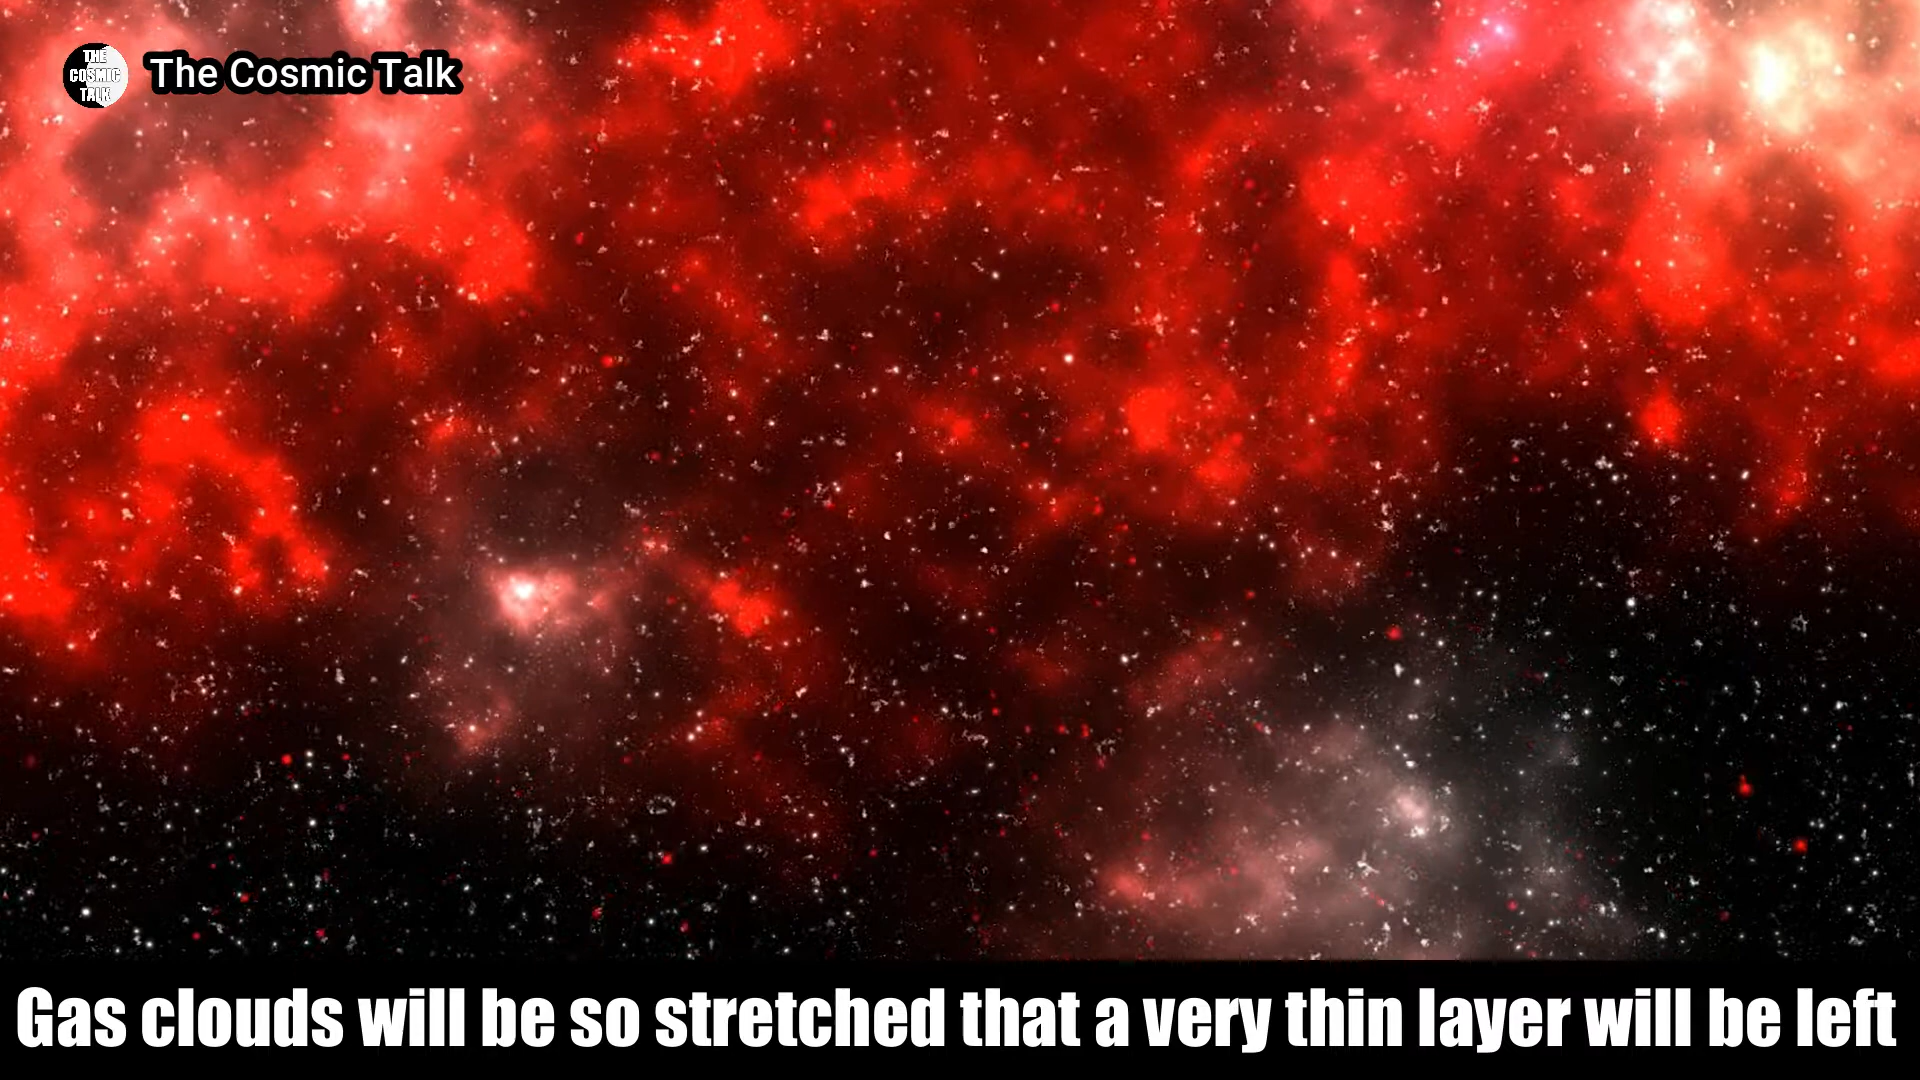 THE
COSMIC
TALK
The Cosmic Talk
Gas clouds will be so stretched that a very thin layer will be left